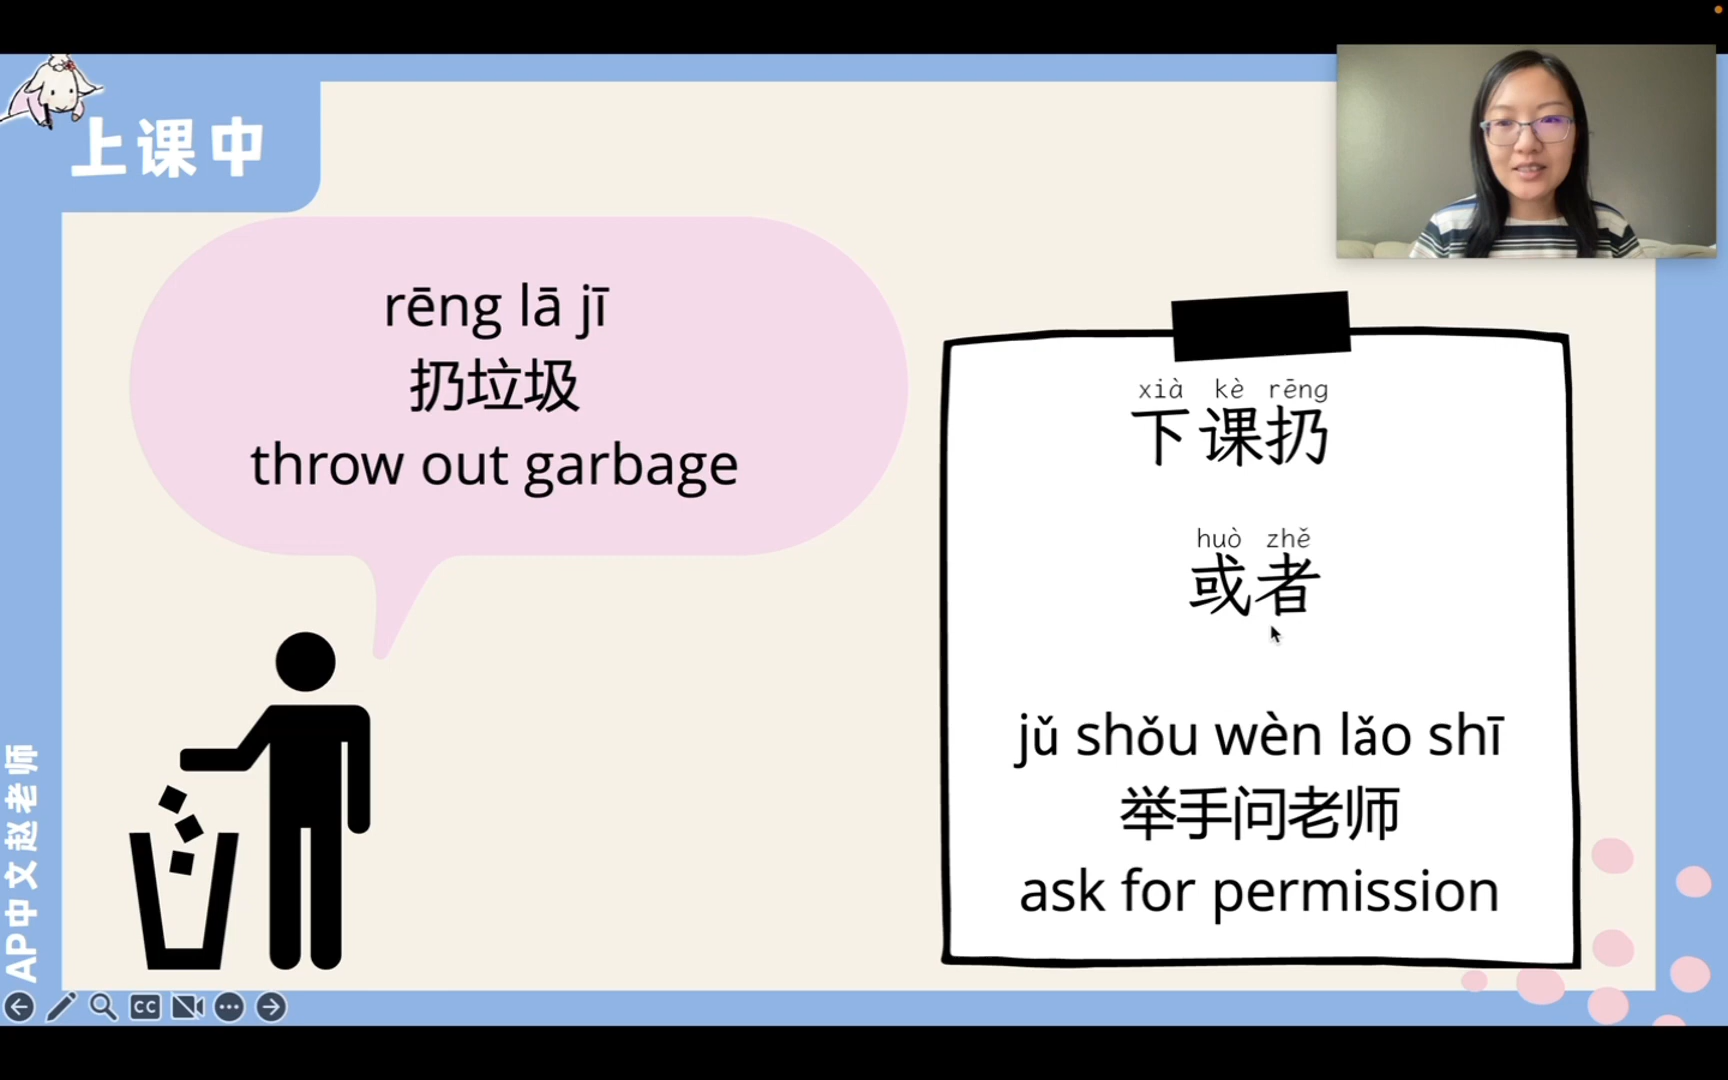 上课中
rēng lā jī
扔垃圾
throw out garbage
xià kè rēng
下课扔
huò zhě
或者
jǔ shǒu wèn lǎo shī
举手问老师
ask for permission
AP中文赵老师
CC